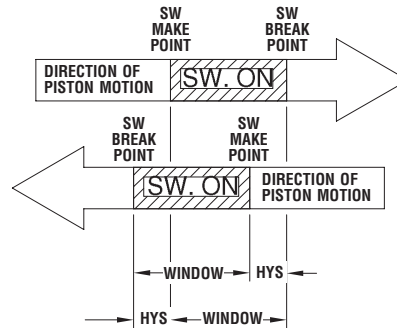 SW
MAKE
POINT
SW
BREAK
POINT
DIRECTION OF
PISTON MOTION
SW. ON
SW
BREAK
POINT
SW
MAKE
POINT
SW. ON
DIRECTION OF
PISTON MOTION
WINDOW
HYS
HYS
WINDOW